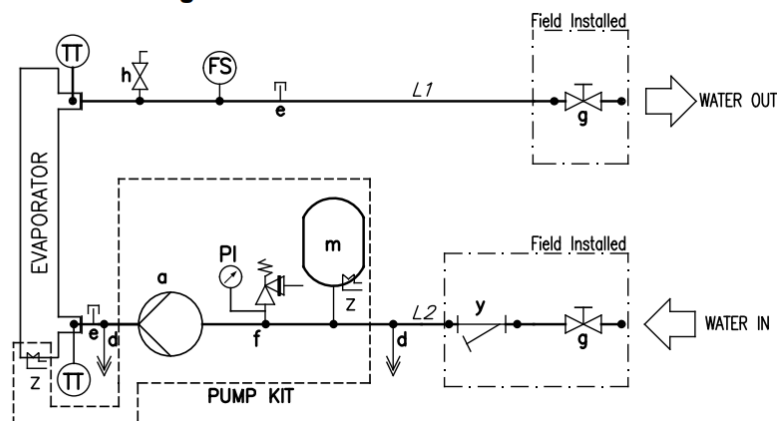 Field Installed
TT
h
FS
e
L1
g
WATER OUT
EVAPORATOR
Field Installed
PI
m
a
z
y
e
d
f
d
L2
g
WATER IN
z
TT
PUMP KIT